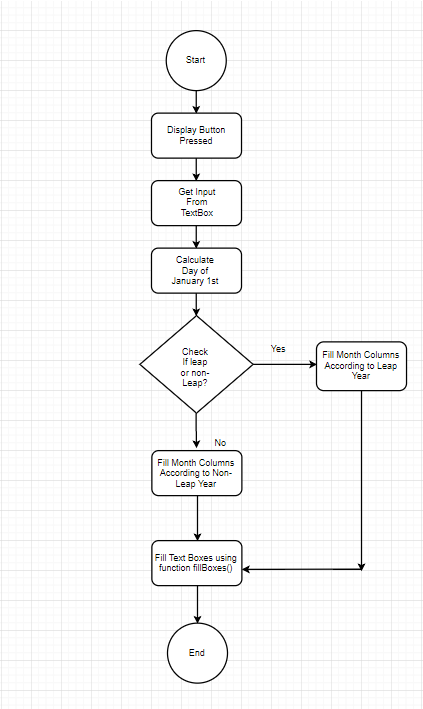 Start
Display Button
Pressed
Get Input
From
TextBox
Calculate
Day of
January 1st
Check
If leap
or non-
Leap?
Yes
Fill Month Columns
According to Leap
Year
No
Fill Month Columns
According to Non-
Leap Year
Fill Text Boxes using
function fillBoxes()
End